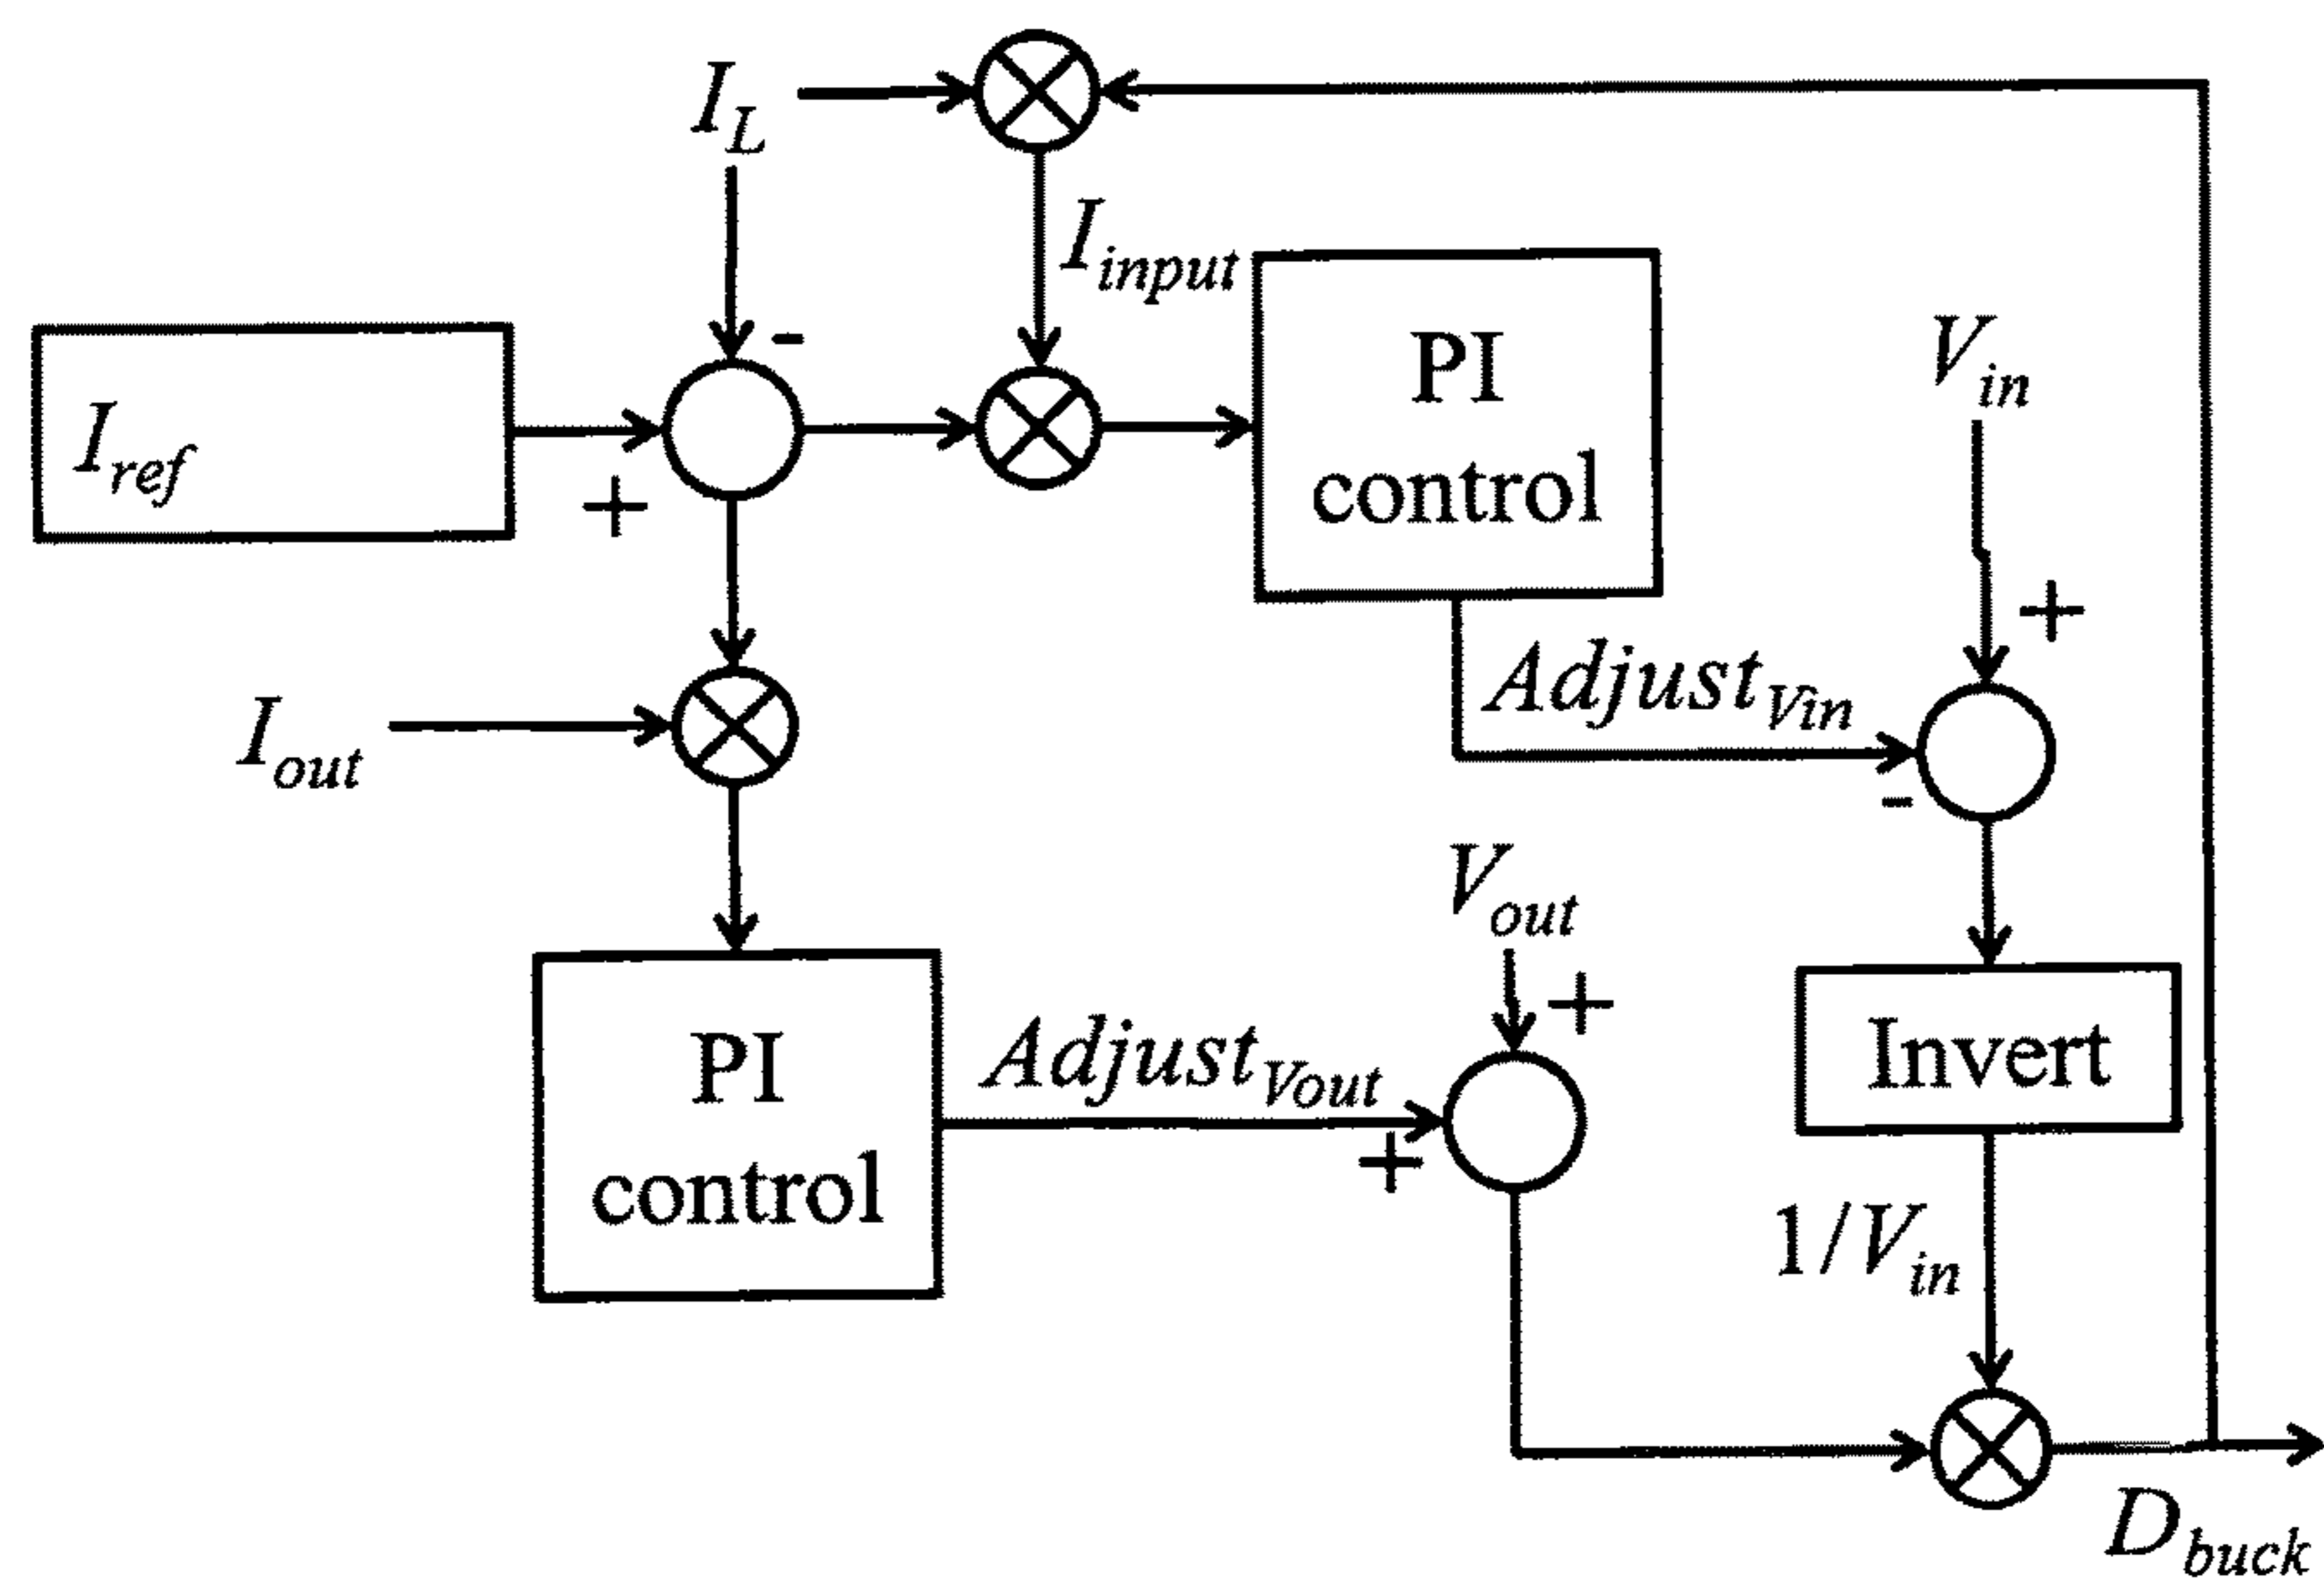 I_L
I_input
-
PI
control
V_in
I_ref
+
+
Adjust_Vin
I_out
-
V_out
+
Invert
PI
control
Adjust_Vout
+
1/V_in
D_buck